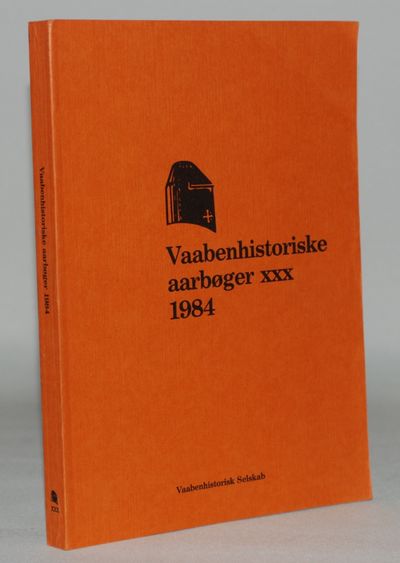 Vaabenhistoriske
aarbøger xxx
1984
Vaabenhistorisk Selskab
Vaabenhistoriske aarbøger 1984
xxx